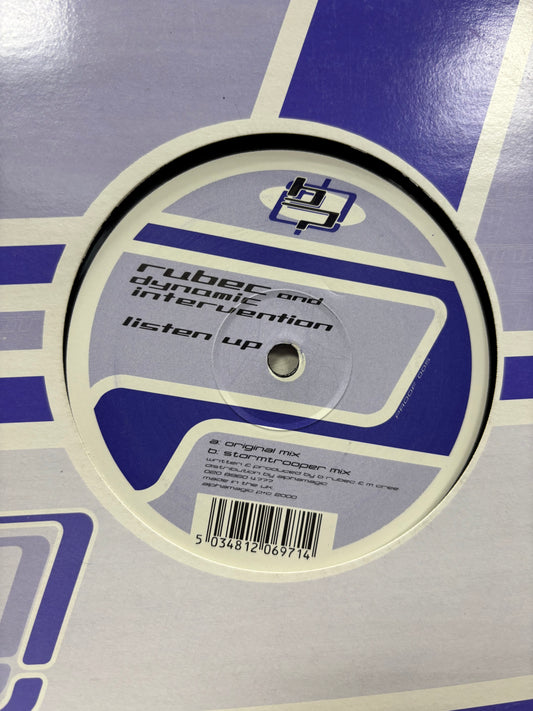 rubec and
dynamic
intervention
listen up
a: original mix
b: stormtrooper mix
written & produced by b rubec & m cree
distribution by alphamagic
020 8880 4777
made in the uk
alphamagic p+c 2000
5 034812 069714